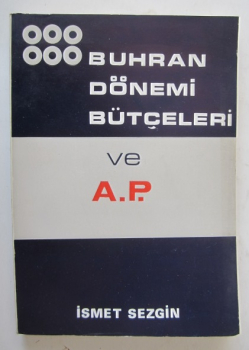 BUHRAN
DÖNEMİ
BÜTÇELERİ
ve
A.P.
İSMET SEZGİN